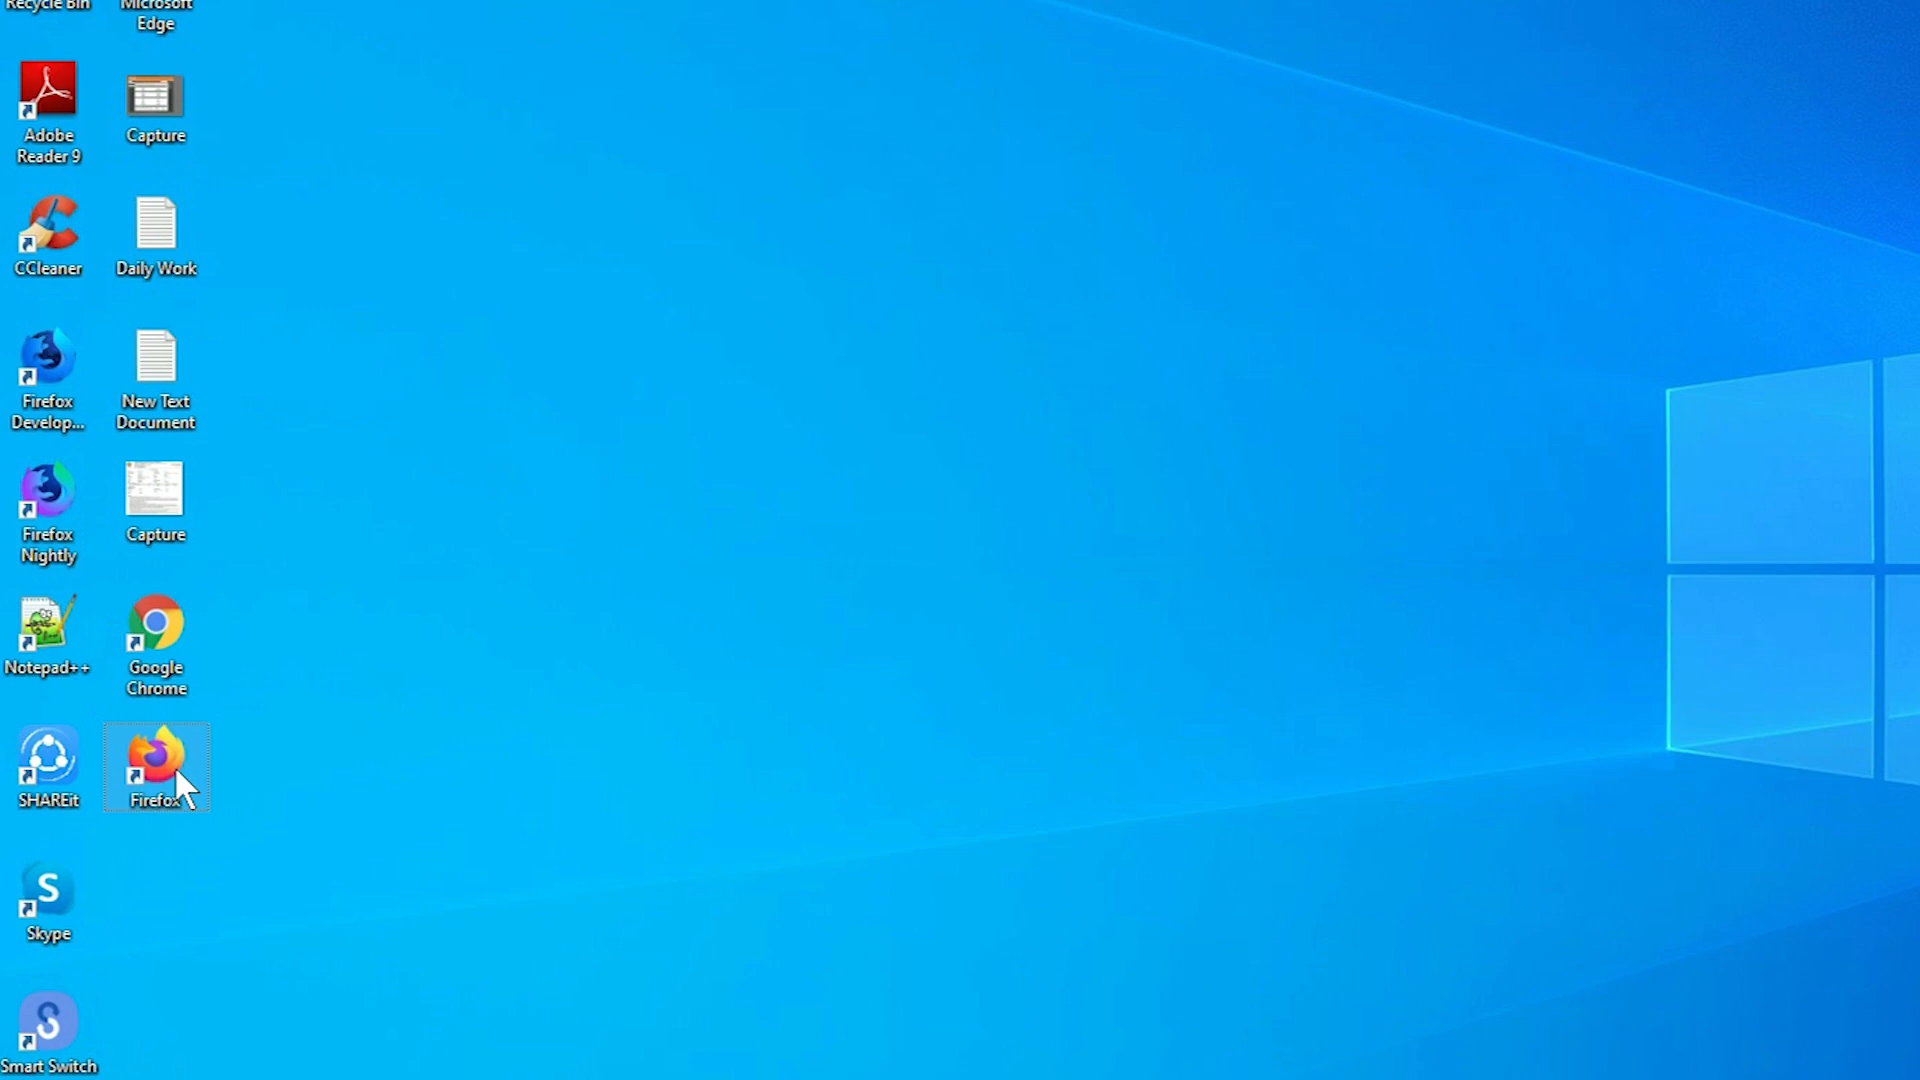 Recycle Bin
Microsoft
Edge
Adobe
Reader 9
Capture
CCleaner
Daily Work
Firefox
Develop...
New Text
Document
Firefox
Nightly
Capture
Notepad++
Google
Chrome
SHAREit
Firefox
Skype
Smart Switch